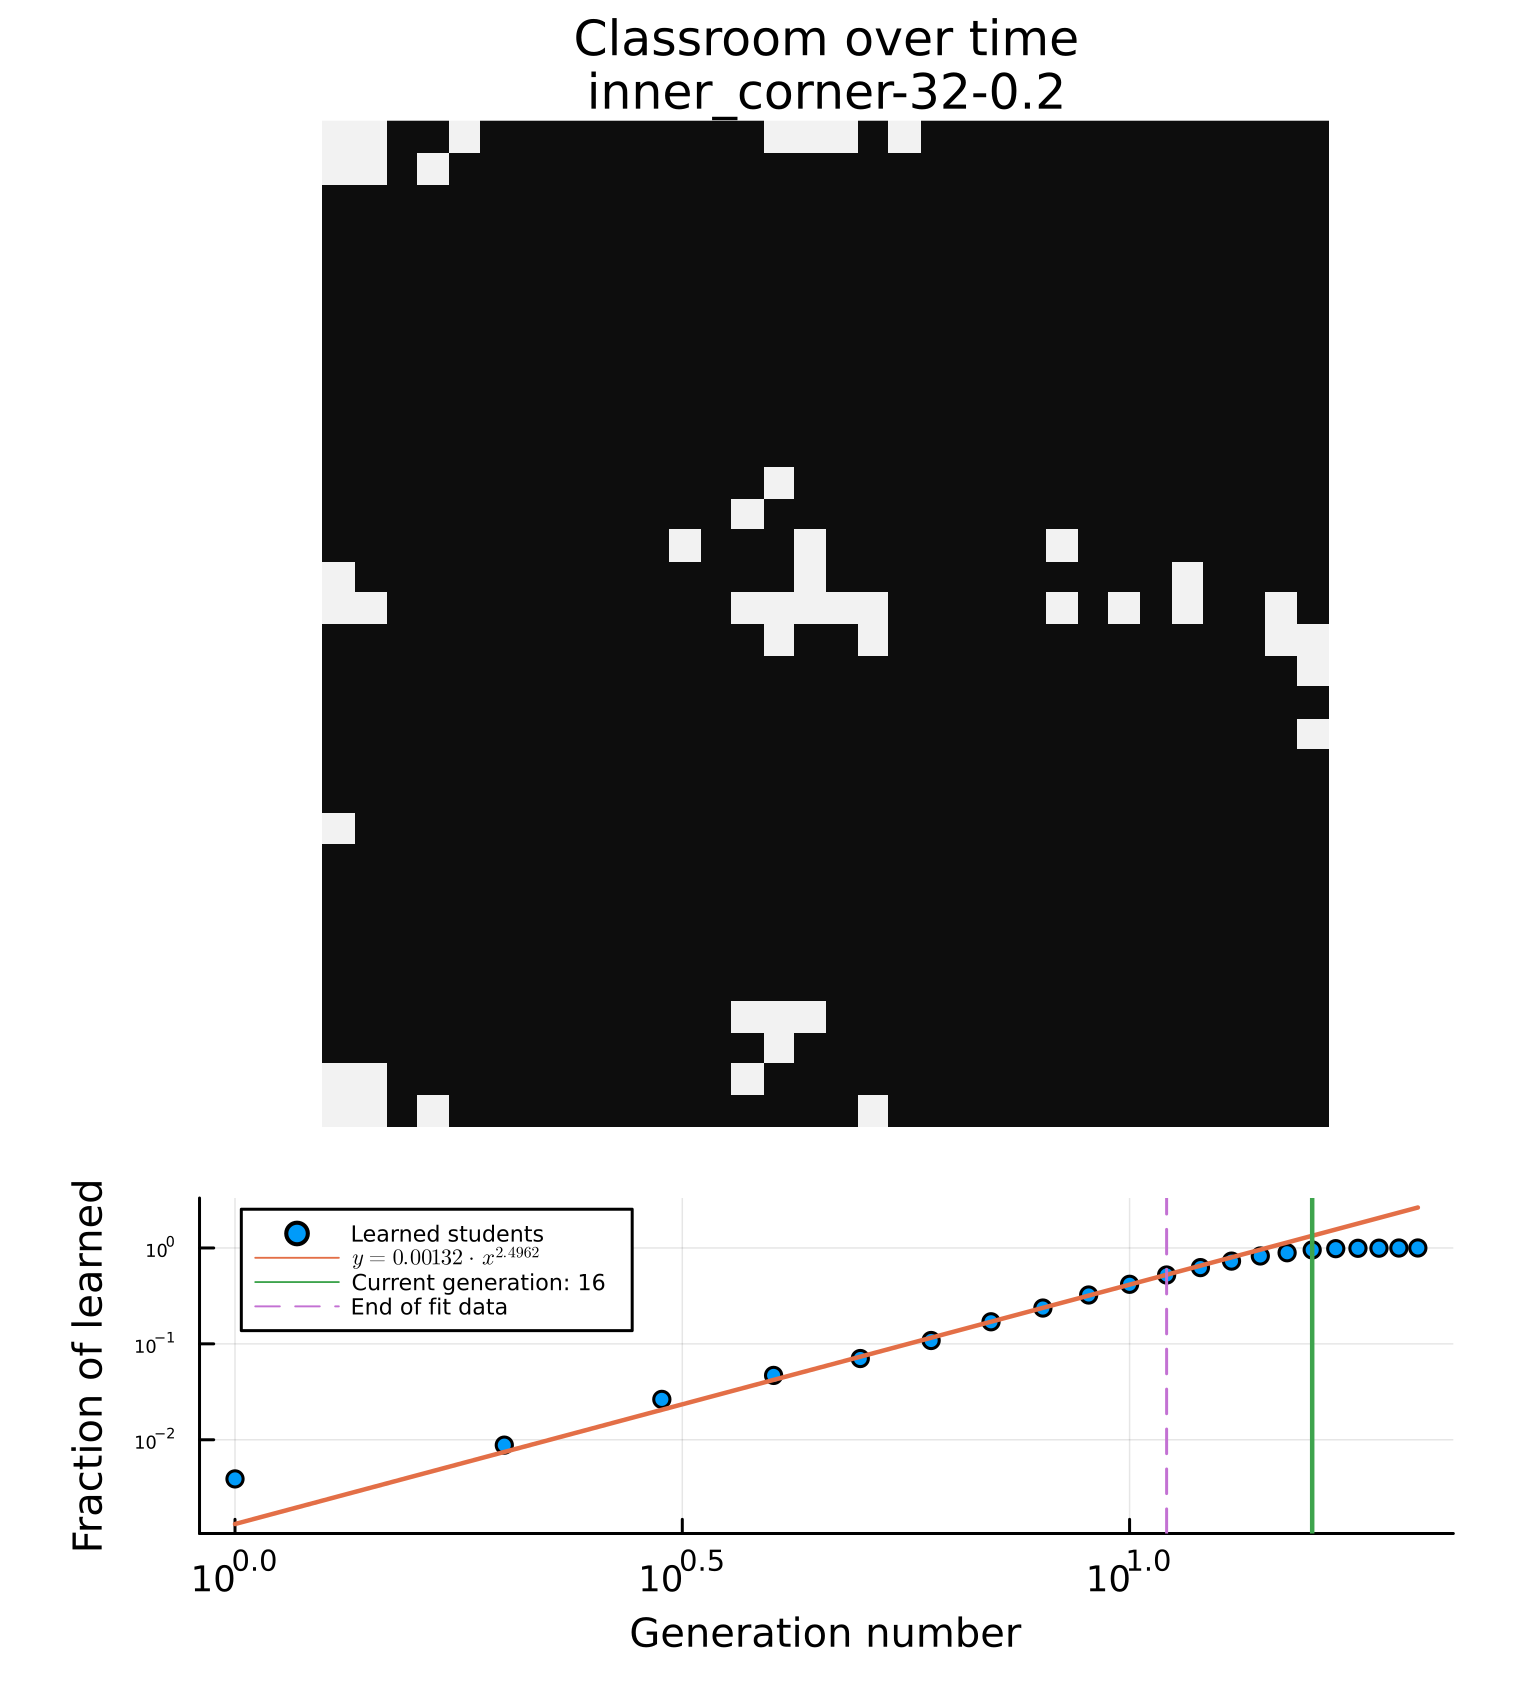 Classroom over time
inner_corner-32-0.2
Fraction of learned
10^0
10^-1
10^-2
Learned students
y = 0.00132 · x^2.4962
Current generation: 16
End of fit data
10^0.0
10^0.5
10^1.0
Generation number